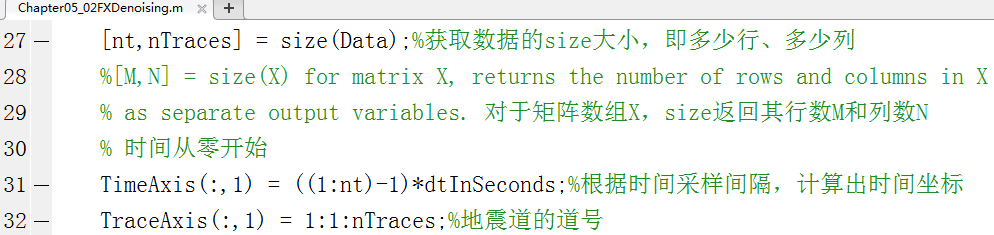 Chapter05_02FXDenoising.m × +
27 — [nt,nTraces] = size(Data);%获取数据的size大小，即多少行、多少列
28 %[M,N] = size(X) for matrix X, returns the number of rows and columns in X
29 % as separate output variables. 对于矩阵数组X，size返回其行数M和列数N
30 % 时间从零开始
31 — TimeAxis(:,1) = ((1:nt)-1)*dtInSeconds;%根据时间采样间隔，计算出时间坐标
32 — TraceAxis(:,1) = 1:1:nTraces;%地震道的道号